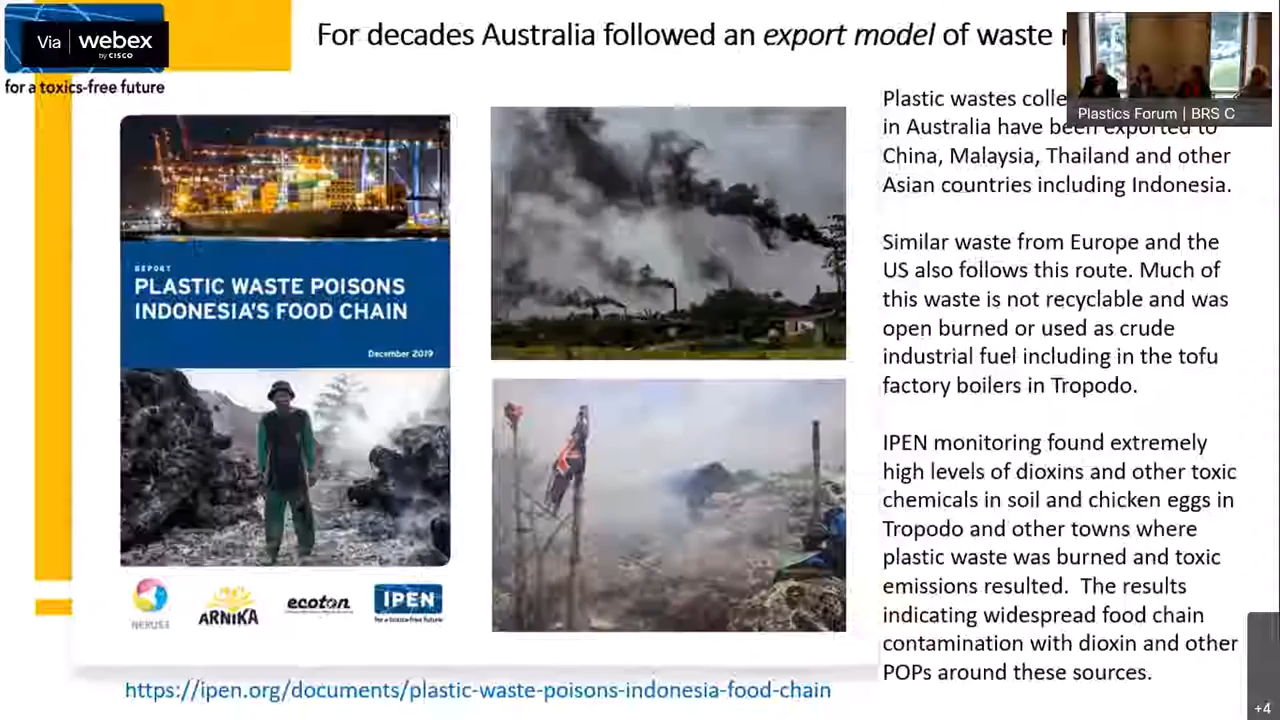 Via webex
by CISCO
for a toxics-free future
For decades Australia followed an export model of waste
Plastics Forum | BRS C
Plastic wastes
in Australia have been exported to
China, Malaysia, Thailand and other
Asian countries including Indonesia.
Similar waste from Europe and the
US also follows this route. Much of
this waste is not recyclable and was
open burned or used as crude
industrial fuel including in the tofu
factory boilers in Tropodo.
IPEN monitoring found extremely
high levels of dioxins and other toxic
chemicals in soil and chicken eggs in
Tropodo and other towns where
plastic waste was burned and toxic
emissions resulted. The results
indicating widespread food chain
contamination with dioxin and other
POPs around these sources.
REPORT
PLASTIC WASTE POISONS
INDONESIA'S FOOD CHAIN
December 2019
NEXUS3
ARNIKA
ecoton
IPEN
for a toxics-free future
https://ipen.org/documents/plastic-waste-poisons-indonesia-food-chain
+4